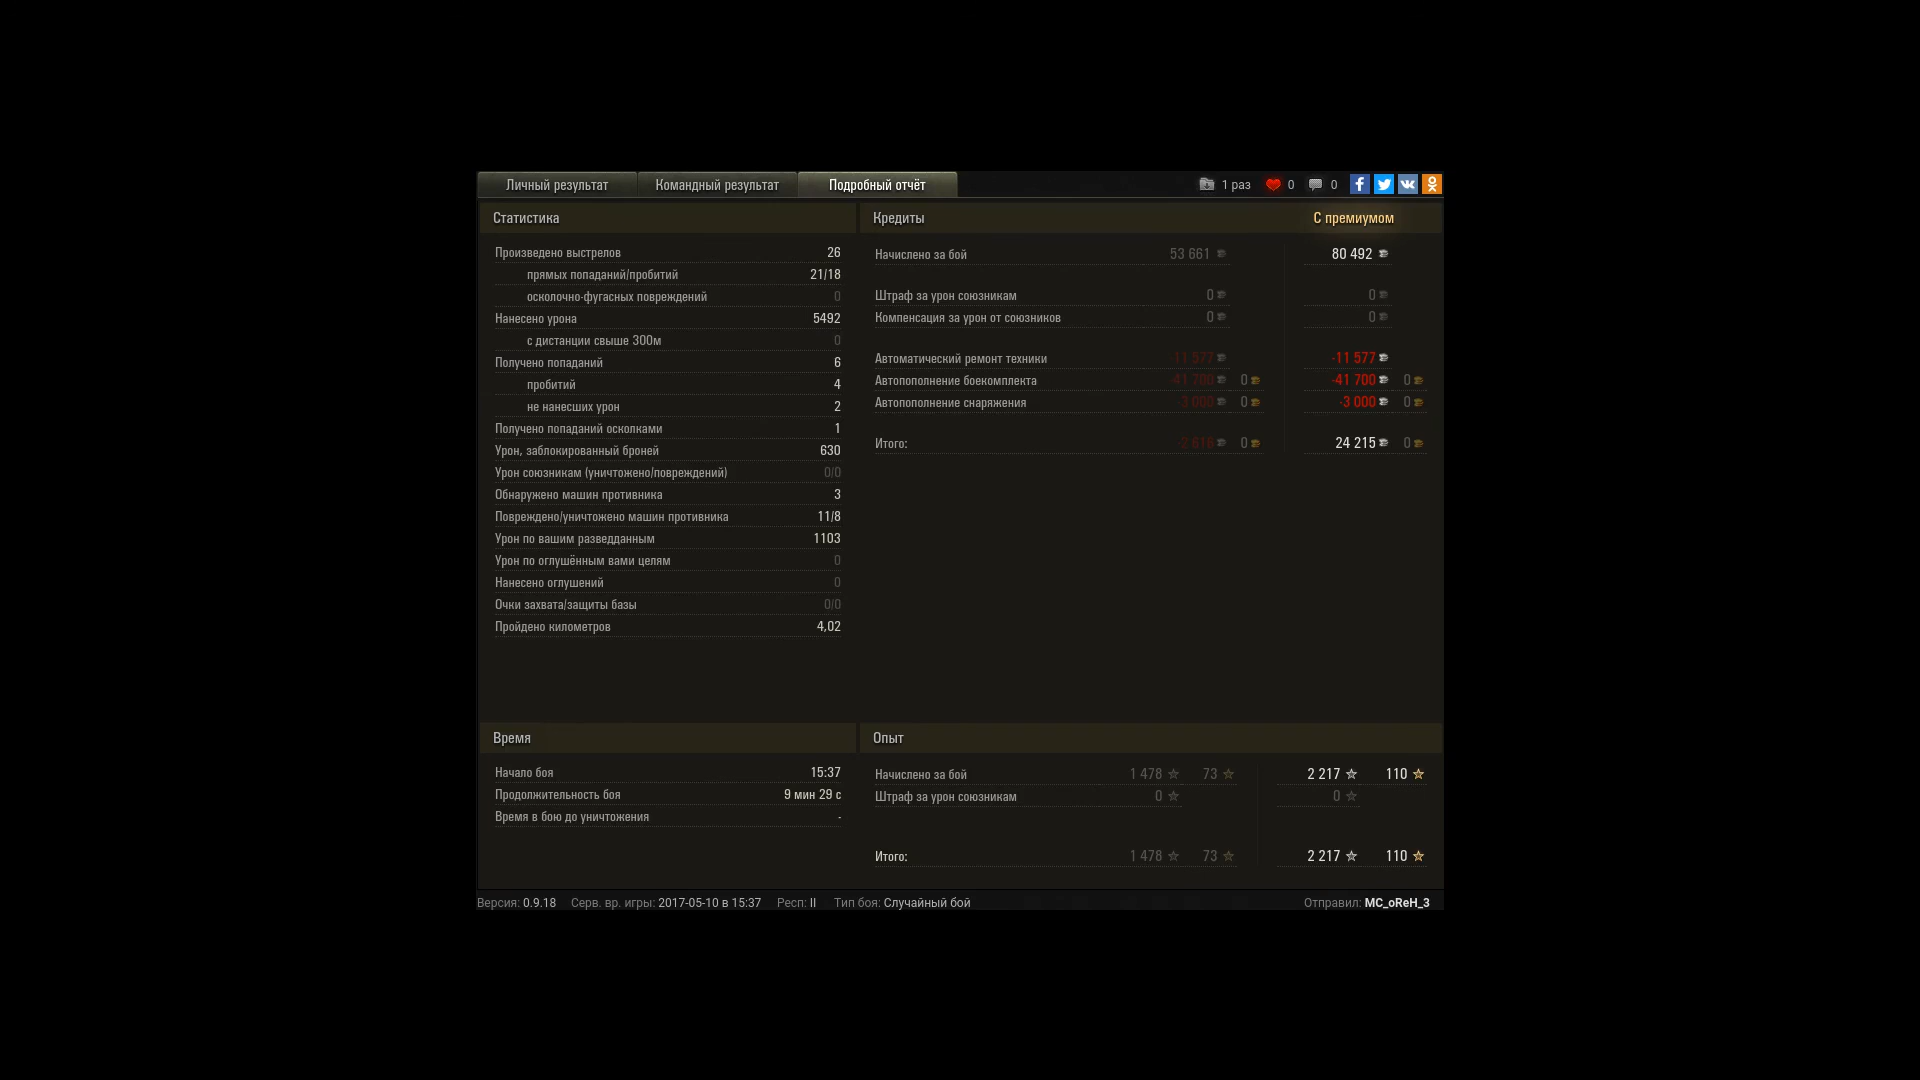 Личный результат Командный результат Подробный отчёт 1 раз 0 0
Статистика
Произведено выстрелов 26
прямых попаданий/пробитий 21/18
осколочно-фугасных повреждений 0
Нанесено урона 5492
с дистанции свыше 300м 0
Получено попаданий 6
пробитий 4
не нанесших урон 2
Получено попаданий осколками 1
Урон, заблокированный броней 630
Урон союзникам (уничтожено/повреждений) 0/0
Обнаружено машин противника 3
Повреждено/уничтожено машин противника 11/8
Урон по вашим разведданным 1103
Урон по оглушённым вами целям 0
Нанесено оглушений 0
Очки захвата/защиты базы 0/0
Пройдено километров 4,02
Кредиты С премиумом
Начислено за бой 53 661 80 492
Штраф за урон союзникам 0 0
Компенсация за урон от союзников 0 0
Автоматический ремонт техники -11 577 -11 577
Автопополнение боекомплекта -41 700 0 -41 700 0
Автопополнение снаряжения -3 000 0 -3 000 0
Итого: -2 616 0 24 215 0
Время
Начало боя 15:37
Продолжительность боя 9 мин 29 с
Время в бою до уничтожения -
Опыт
Начислено за бой 1 478 73 2 217 110
Штраф за урон союзникам 0 0
Итого: 1 478 73 2 217 110
Версия: 0.9.18 Серв. вр. игры: 2017-05-10 в 15:37 Респ: II Тип боя: Случайный бой Отправил: MC_oReH_3